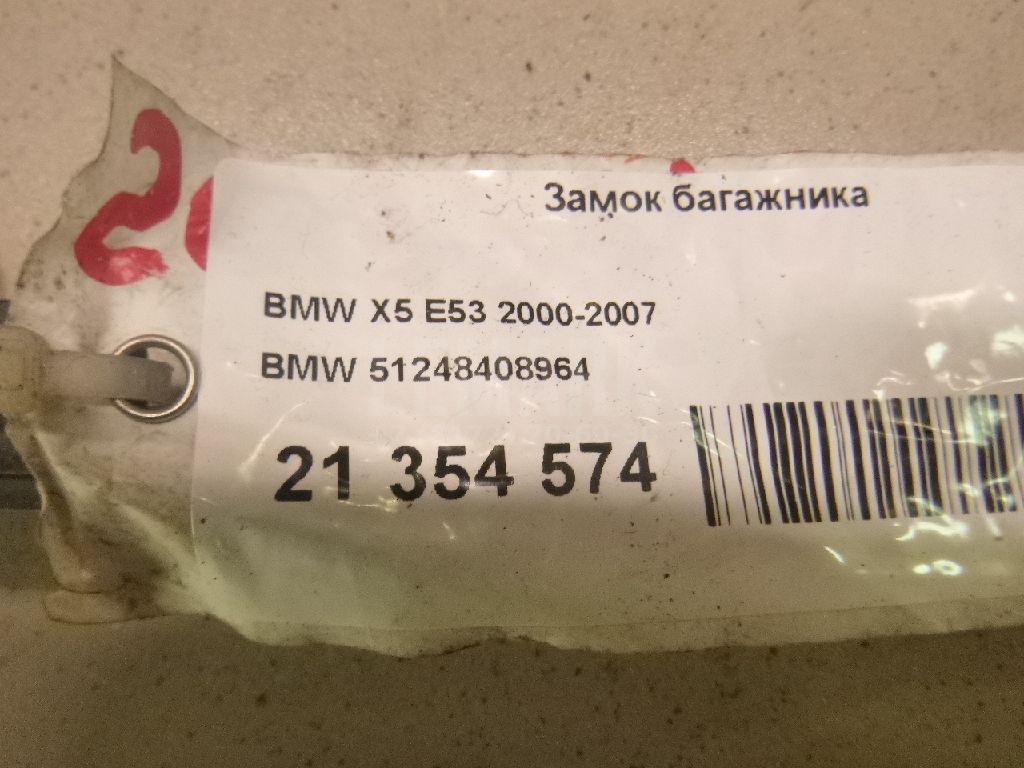 Замок багажника
BMW X5 E53 2000-2007
BMW 51248408964
21 354 574